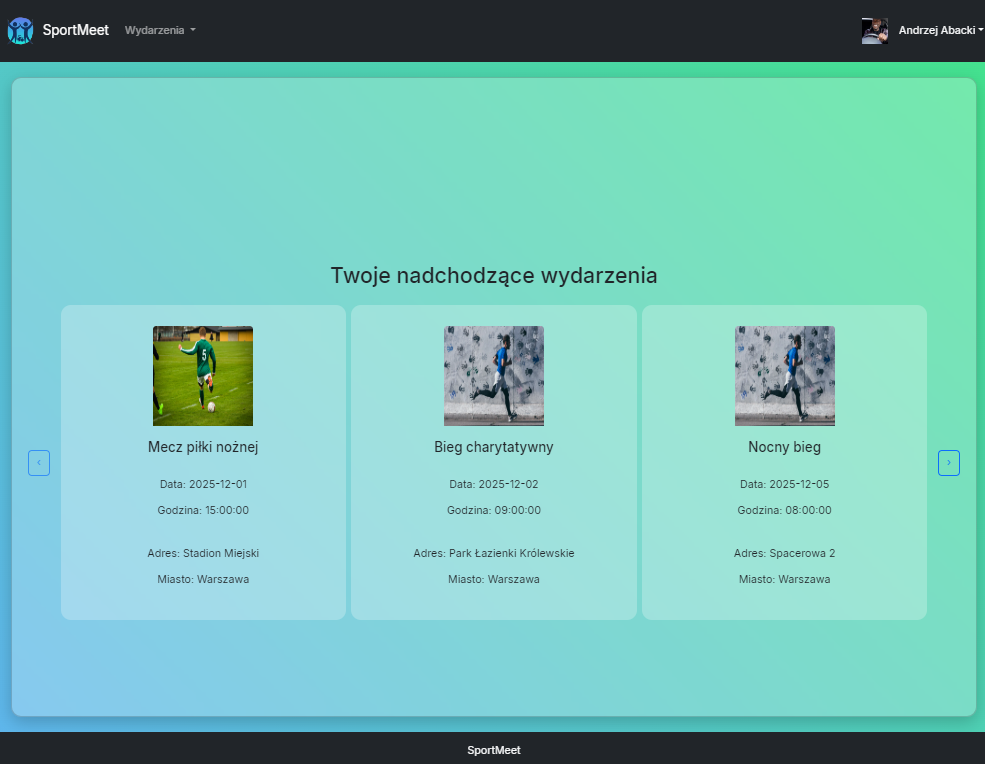 SportMeet
Wydarzenia
Andrzej Abacki
Twoje nadchodzące wydarzenia
5
Mecz piłki nożnej
Data: 2025-12-01
Godzina: 15:00:00
Adres: Stadion Miejski
Miasto: Warszawa
Bieg charytatywny
Data: 2025-12-02
Godzina: 09:00:00
Adres: Park Łazienki Królewskie
Miasto: Warszawa
Nocny bieg
Data: 2025-12-05
Godzina: 08:00:00
Adres: Spacerowa 2
Miasto: Warszawa
‹
›
SportMeet